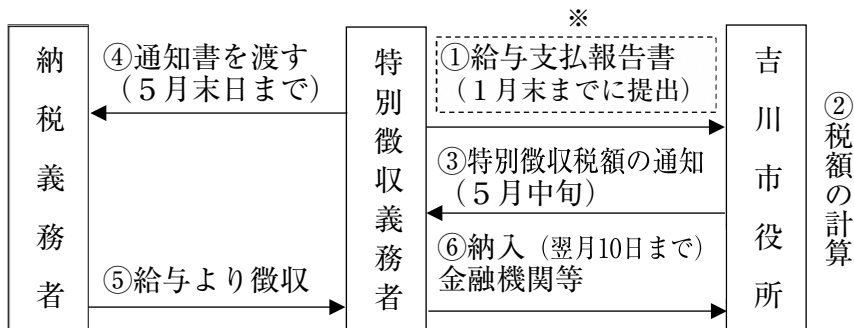 ※
納税義務者
④通知書を渡す
（５月末日まで）
特別徴収義務者
①給与支払報告書
（１月末までに提出）
吉川市役所
②税額の計算
③特別徴収税額の通知
（５月中旬）
⑤給与より徴収
⑥納入（翌月10日まで）
金融機関等